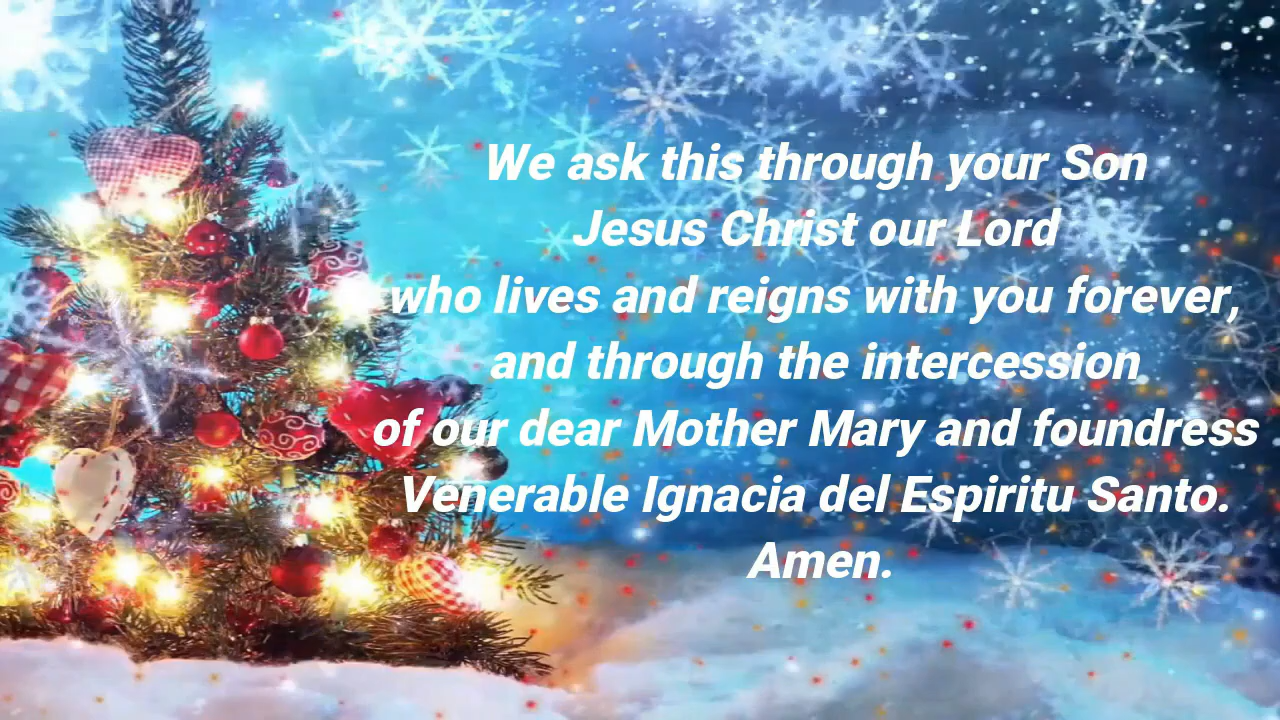 We ask this through your Son
Jesus Christ our Lord
who lives and reigns with you forever,
and through the intercession
of our dear Mother Mary and foundress
Venerable Ignacia del Espiritu Santo.
Amen.